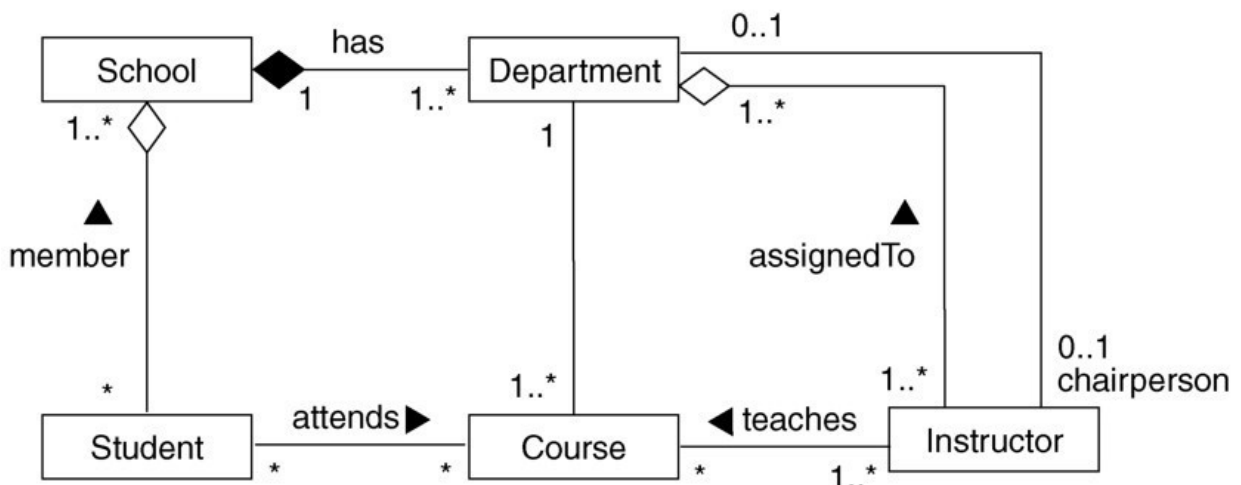 0..1
has
School
Department
1
1..*
1..*
1..*
1
member
assignedTo
*
1..*
1..*
0..1
chairperson
attends
teaches
Student
Course
Instructor
*
*
*
1..*